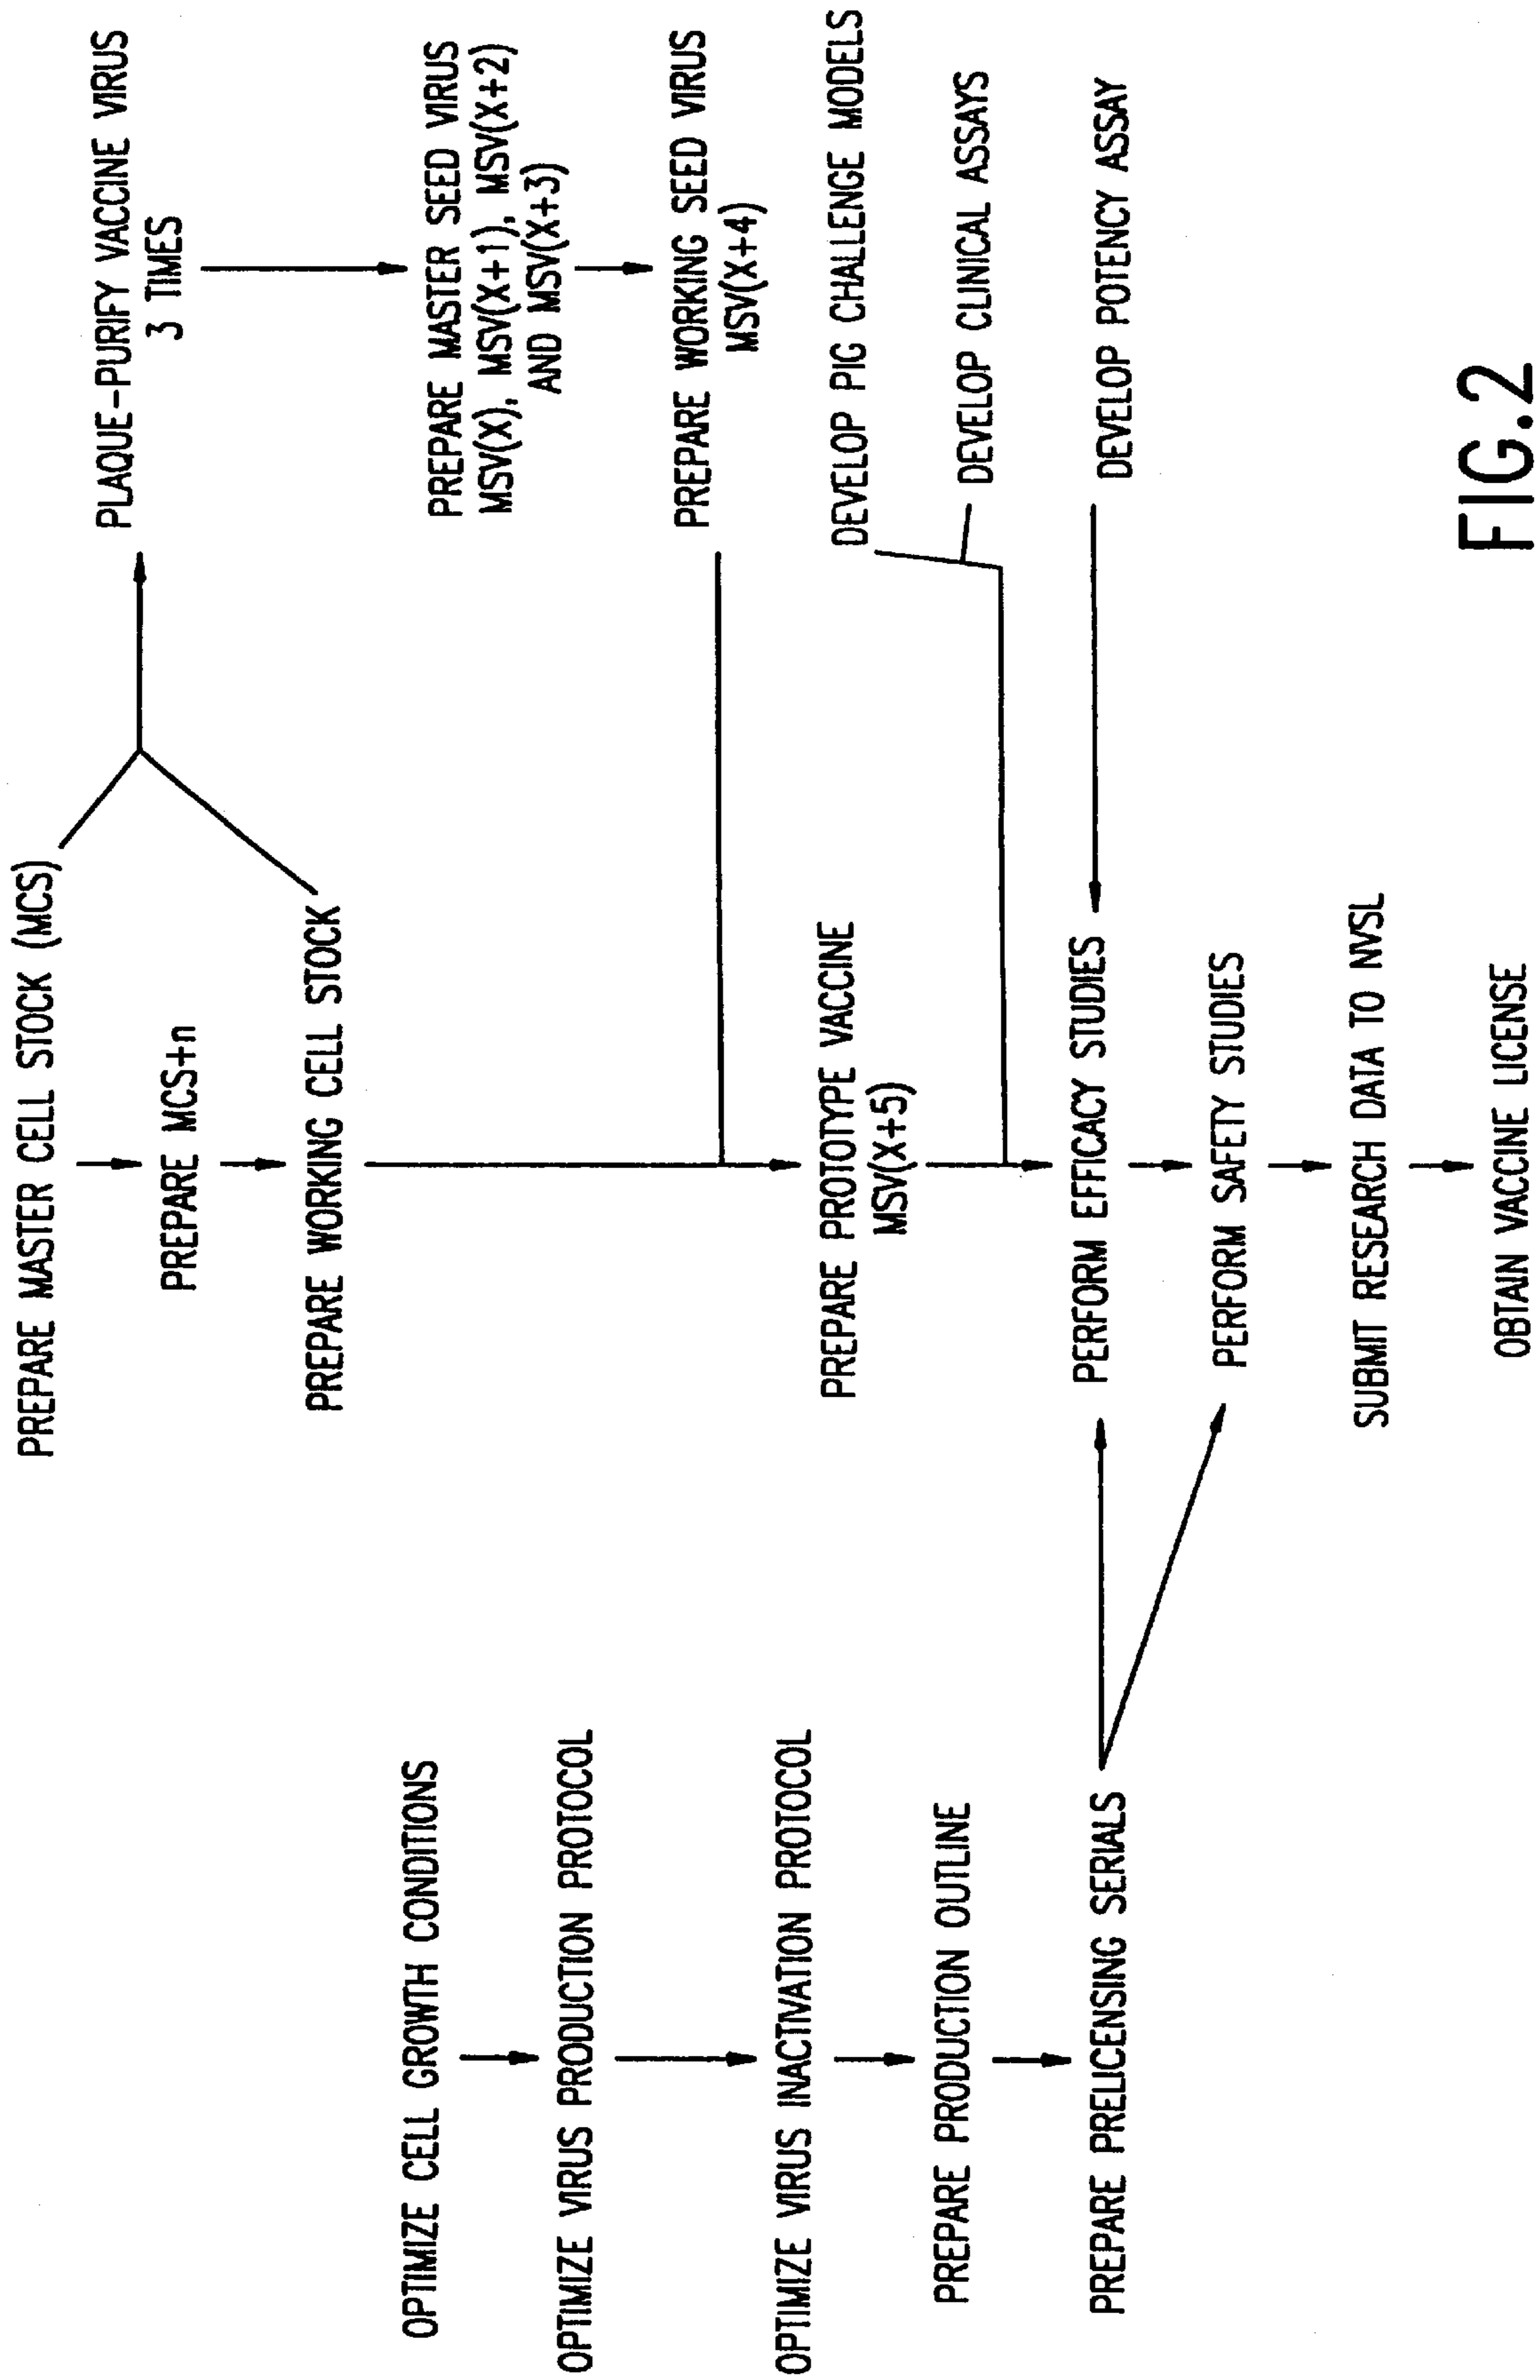 PREPARE MASTER CELL STOCK (MCS)
PREPARE MCS+n
PREPARE WORKING CELL STOCK
PLAQUE-PURIFY VACCINE VIRUS
3 TIMES
PREPARE MASTER SEED VIRUS
MSV(X), MSV(X+1), MSV(X+2)
AND MSV(X+3)
PREPARE WORKING SEED VIRUS
MSV(X+4)
OPTIMIZE CELL GROWTH CONDITIONS
OPTIMIZE VIRUS PRODUCTION PROTOCOL
OPTIMIZE VIRUS INACTIVATION PROTOCOL
PREPARE PRODUCTION OUTLINE
PREPARE PRELICENSING SERIALS
PREPARE PROTOTYPE VACCINE
MSV(X+5)
DEVELOP PIG CHALLENGE MODELS
DEVELOP CLINICAL ASSAYS
DEVELOP POTENCY ASSAY
PERFORM EFFICACY STUDIES
PERFORM SAFETY STUDIES
SUBMIT RESEARCH DATA TO NVSL
OBTAIN VACCINE LICENSE
FIG.2